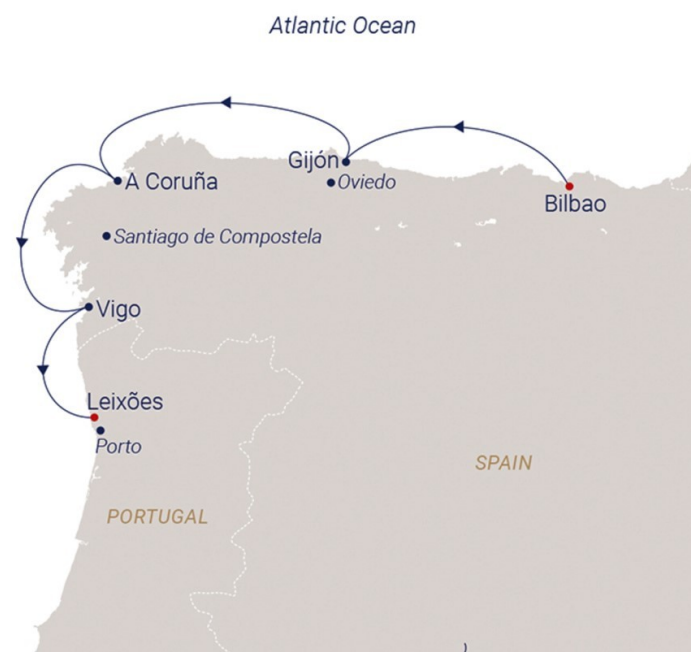 Atlantic Ocean
Gijón
Oviedo
A Coruña
Bilbao
Santiago de Compostela
Vigo
Leixões
Porto
SPAIN
PORTUGAL